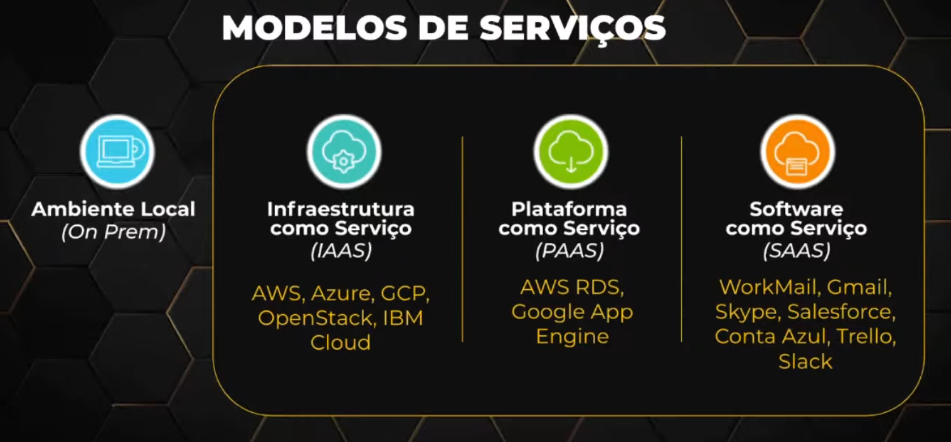 MODELOS DE SERVIÇOS
Ambiente Local
(On Prem)
Infraestrutura
como Serviço
(IAAS)
AWS, Azure, GCP,
OpenStack, IBM
Cloud
Plataforma
como Serviço
(PAAS)
AWS RDS,
Google App
Engine
Software
como Serviço
(SAAS)
WorkMail, Gmail,
Skype, Salesforce,
Conta Azul, Trello,
Slack